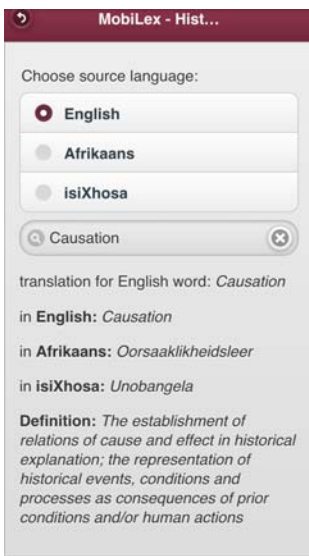 MobiLex - Hist...
Choose source language:
English
Afrikaans
isiXhosa
Causation
translation for English word: Causation
in English: Causation
in Afrikaans: Oorsaaklikheidsleer
in isiXhosa: Unobangela
Definition: The establishment of
relations of cause and effect in historical
explanation; the representation of
historical events, conditions and
processes as consequences of prior
conditions and/or human actions